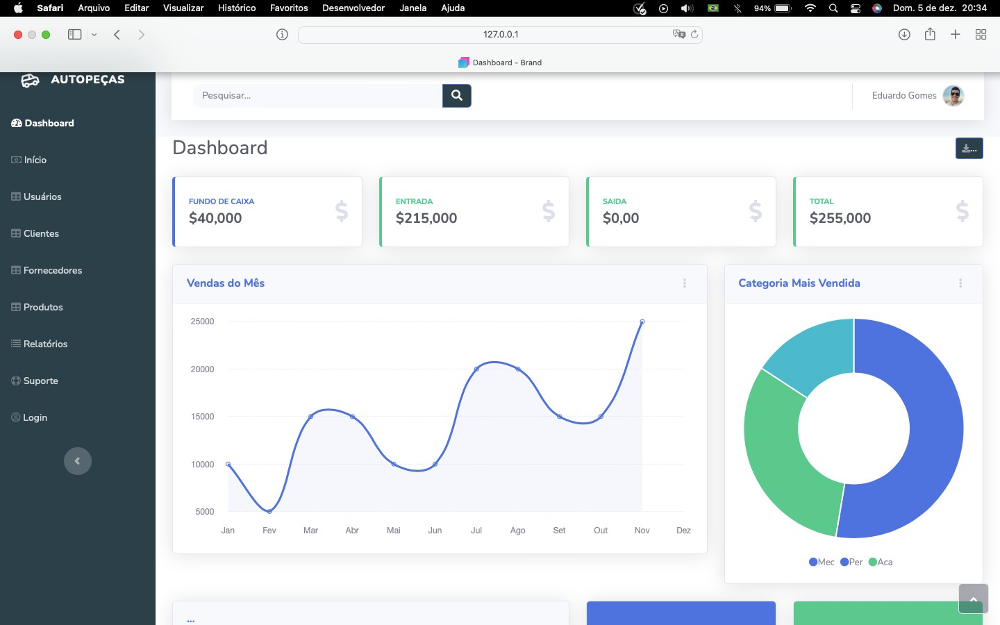 Safari Arquivo Editar Visualizar Histórico Favoritos Desenvolvedor Janela Ajuda 94% Dom. 5 de dez. 20:34
127.0.0.1
Dashboard - Brand
AUTOPEÇAS
Pesquisar...
Eduardo Gomes
Dashboard
Início
Usuários
Clientes
Fornecedores
Produtos
Relatórios
Suporte
Login
Dashboard
...
FUNDO DE CAIXA
$40,000
ENTRADA
$215,000
SAIDA
$0,00
TOTAL
$255,000
Vendas do Mês
25000
20000
15000
10000
5000
Jan Fev Mar Abr Mai Jun Jul Ago Set Out Nov Dez
Categoria Mais Vendida
Mec Per Aca
...